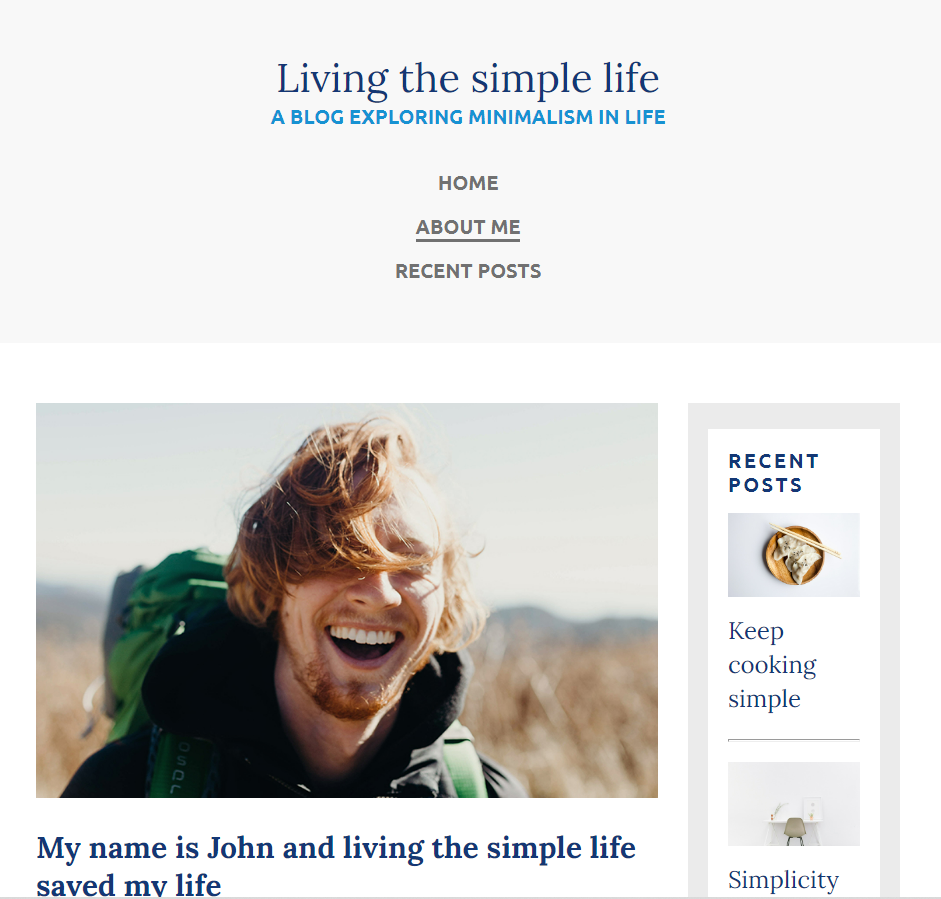 Living the simple life
A BLOG EXPLORING MINIMALISM IN LIFE
HOME
ABOUT ME
RECENT POSTS
My name is John and living the simple life
saved my life
RECENT
POSTS
Keep
cooking
simple
Simplicity